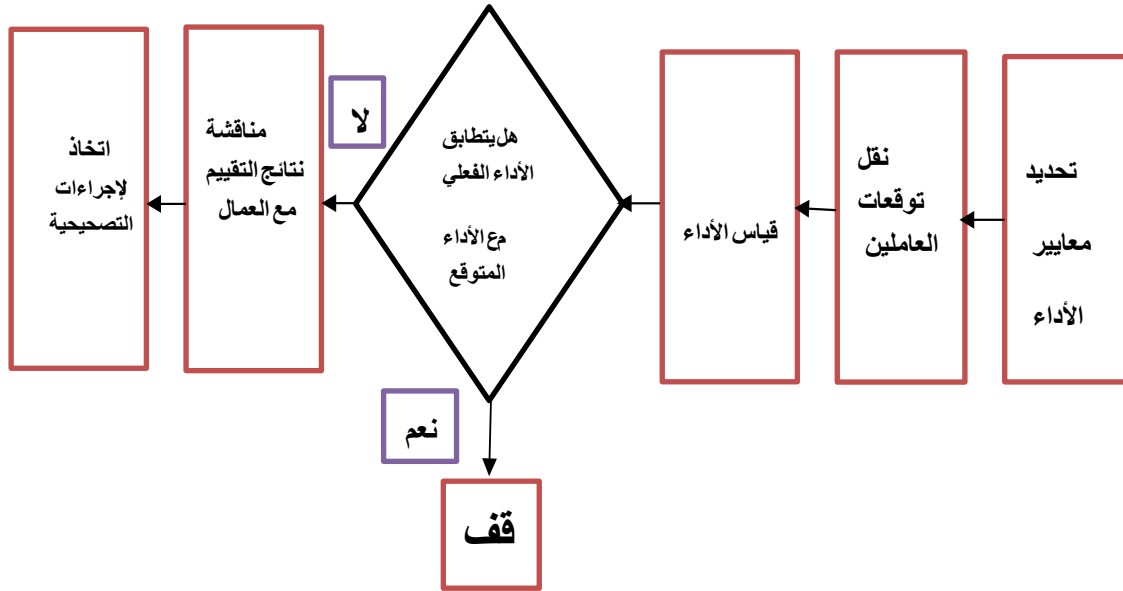 تحديد
معايير
الأداء
نقل
توقعات
العاملين
قياس الأداء
هل يتطابق
الأداء الفعلي
مع الأداء
المتوقع
لا
مناقشة
نتائج التقييم
مع العمال
اتخاذ
لإجراءات
التصحيحية
نعم
قف